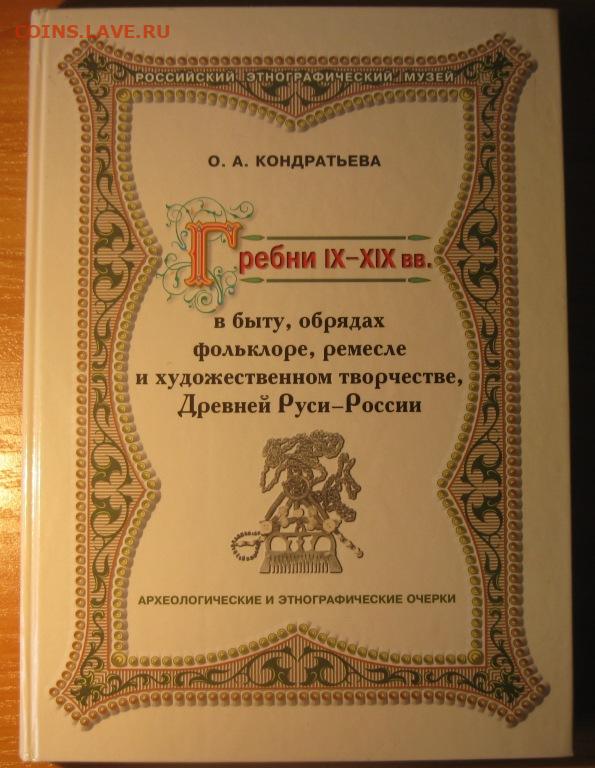 COINS.LAVE.RU
РОССИЙСКИЙ ЭТНОГРАФИЧЕСКИЙ МУЗЕЙ
О. А. КОНДРАТЬЕВА
Гребни IX–XIX вв.
в быту, обрядах
фольклоре, ремесле
и художественном творчестве,
Древней Руси–России
АРХЕОЛОГИЧЕСКИЕ И ЭТНОГРАФИЧЕСКИЕ ОЧЕРКИ